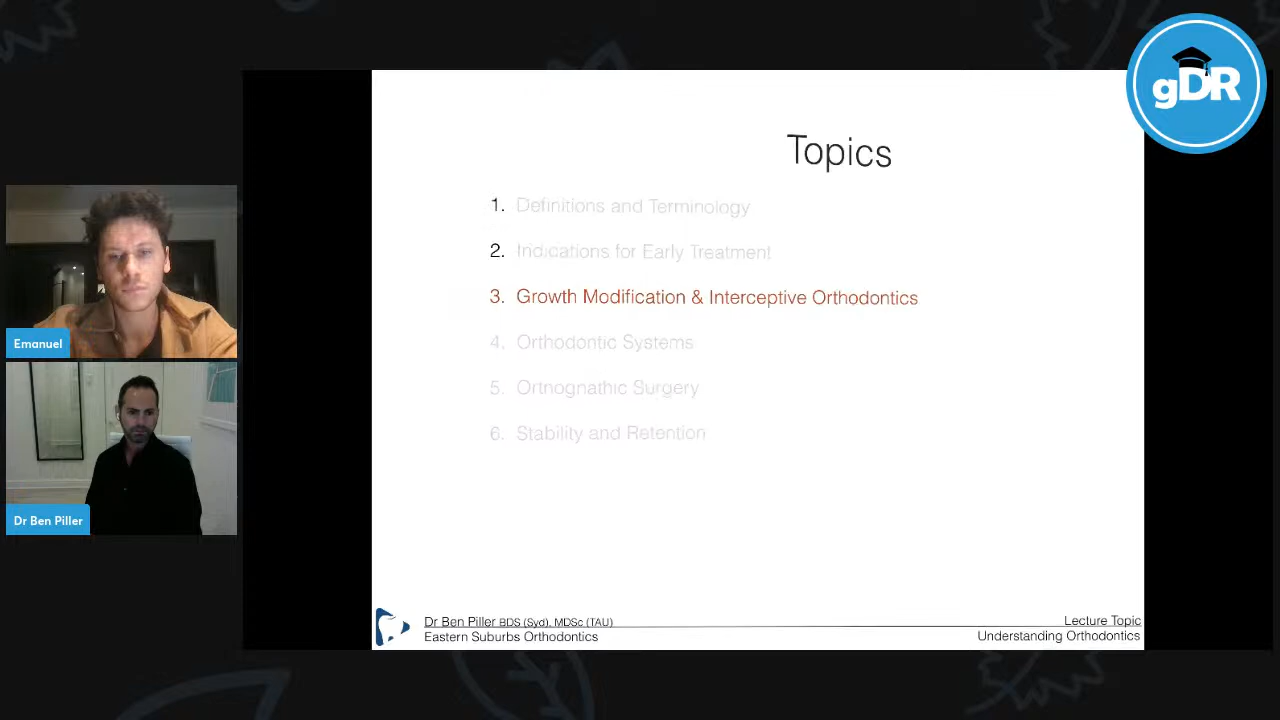 gDR
Topics
1. Definitions and Terminology
2. Indications for Early Treatment
3. Growth Modification & Interceptive Orthodontics
4. Orthodontic Systems
5. Orthognathic Surgery
6. Stability and Retention
Emanuel
Dr Ben Piller
Dr Ben Piller BDS (Syd), MDSc (TAU)
Eastern Suburbs Orthodontics
Lecture Topic
Understanding Orthodontics